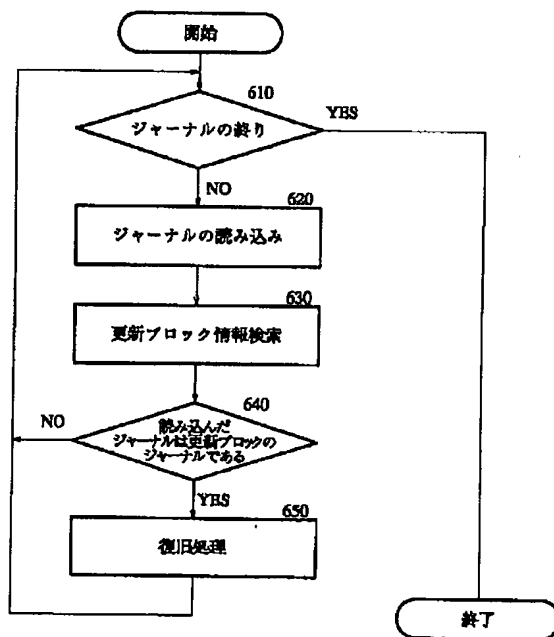 開始
610
ジャーナルの終り
YES
NO
620
ジャーナルの読み込み
630
更新ブロック情報検索
640
NO
読み込んだ
ジャーナルは更新ブロックの
ジャーナルである
YES
650
復旧処理
終了